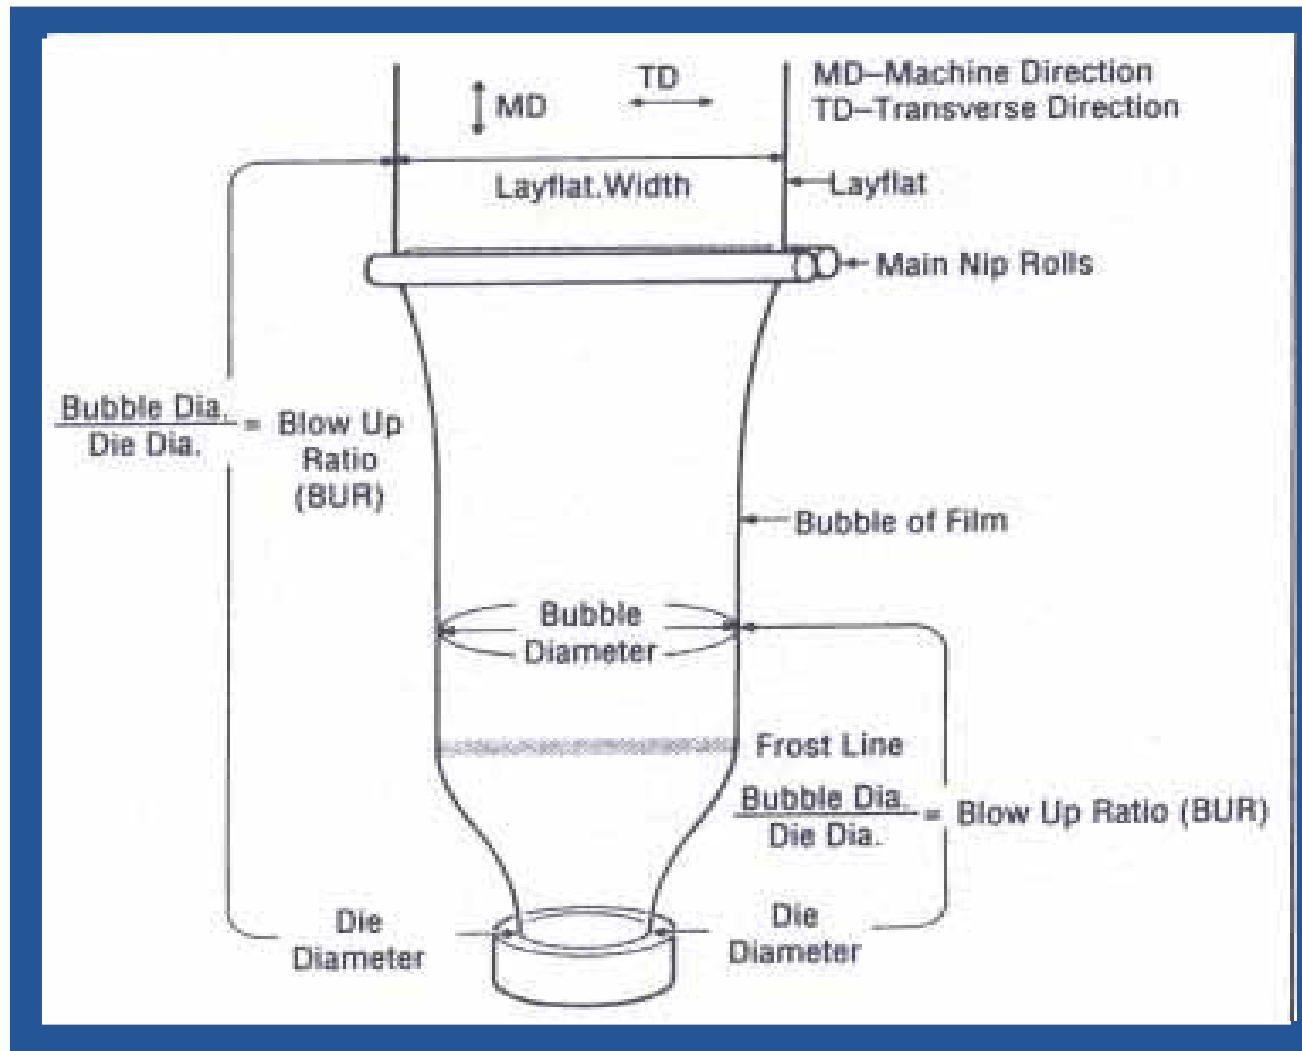 MD
TD
MD–Machine Direction
TD–Transverse Direction
Layflat.Width
Layflat
Main Nip Rolls
Bubble Dia.
Die Dia.
= Blow Up
Ratio
(BUR)
Bubble of Film
Bubble
Diameter
Frost Line
Bubble Dia.
Die Dia.
= Blow Up Ratio (BUR)
Die
Diameter
Die
Diameter